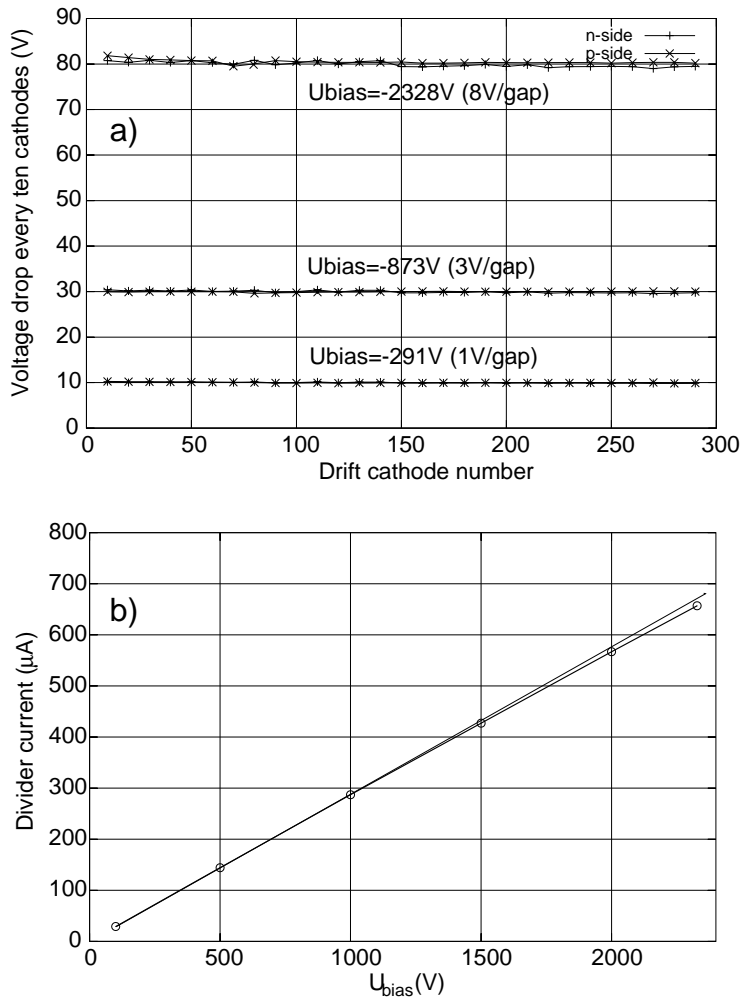 90
80
70
60
50
40
30
20
10
0
Voltage drop every ten cathodes (V)
a)
n-side
p-side
Ubias=-2328V (8V/gap)
Ubias=-873V (3V/gap)
Ubias=-291V (1V/gap)
0 50 100 150 200 250 300
Drift cathode number
800
700
600
500
400
300
200
100
0
Divider current (μA)
b)
0 500 1000 1500 2000
Ubias(V)